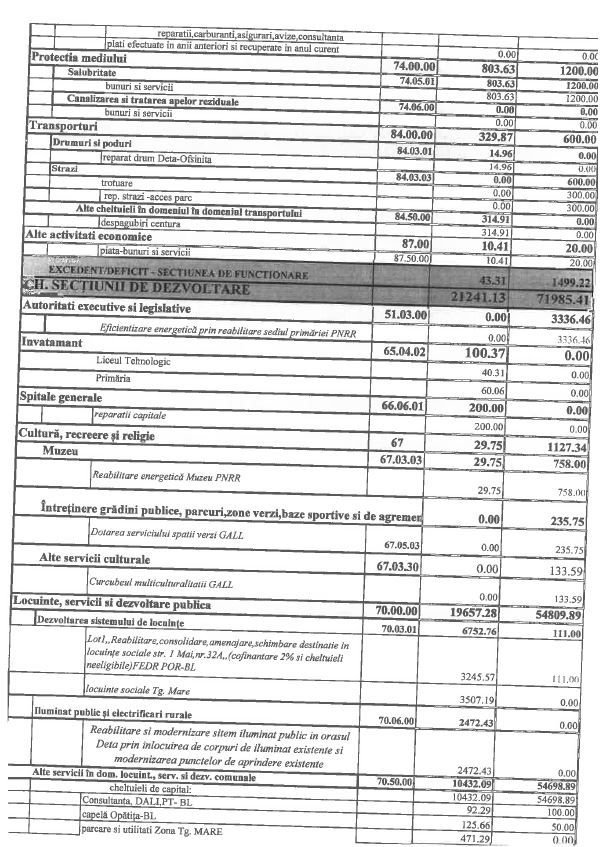 reparatii,carburanti,asigurari,avize,consultanta
plati efectuate in anii anteriori si recuperate in anul curent 0.00 0.00
Protectia mediului 74.00.00 803.63 1200.00
Salubritate 74.05.01 803.63 1200.00
bunuri si servicii 803.63 1200.00
Canalizarea si tratarea apelor reziduale 74.06.00 0.00 0.00
bunuri si servicii 0.00 0.00
Transporturi 84.00.00 329.87 600.00
Drumuri si poduri 84.03.01 14.96 0.00
reparat drum Deta-Ofsinita 14.96 0.00
Strazi 84.03.03 0.00 600.00
trotuare 0.00 300.00
rep. strazi -acces parc 0.00 300.00
Alte cheltuieli în domeniul în domeniul transportului 84.50.00 314.91 0.00
despagubiri centura 314.91 0.00
Alte activitati economice 87.00 10.41 20.00
piata-bunuri si servicii 87.50.00 10.41 20.00
EXCEDENT/DEFICIT - SECTIUNEA DE FUNCTIONARE 43.31 1499.22
CH. SECTIUNII DE DEZVOLTARE 21241.13 71985.41
Autoritati executive si legislative 51.03.00 0.00 3336.46
Eficientizare energetică prin reabilitare sediul primăriei PNRR 0.00 3336.46
Invatamant 65.04.02 100.37 0.00
Liceul Tehnologic 40.31 0.00
Primăria 60.06 0.00
Spitale generale 66.06.01 200.00 0.00
reparatii capitale 200.00 0.00
Cultură, recreere și religie 67 29.75 1127.34
Muzeu 67.03.03 29.75 758.00
Reabilitare energetică Muzeu PNRR 29.75 758.00
Întreținere grădini publice, parcuri,zone verzi,baze sportive si de agremen 0.00 235.75
Dotarea serviciului spatii verzi GALL 67.05.03 0.00 235.75
Alte servicii culturale 67.03.30 0.00 133.59
Curcubeul multiculturalitatii GALL 0.00 133.59
Locuinte, servicii si dezvoltare publica 70.00.00 19657.28 54809.89
Dezvoltarea sistemului de locuințe 70.03.01 6752.76 111.00
Lot1,,Reabilitare,consolidare,amenajare,schimbare destinatie in
locuințe sociale str. 1 Mai,nr.32A,,(cofinantare 2% si cheltuieli
neeligibile)FEDR POR-BL 3245.57 111.00
locuinte sociale Tg. Mare 3507.19 0.00
Iluminat public și electrificari rurale 70.06.00 2472.43 0.00
Reabilitare si modernizare sitem iluminat public in orasul
Deta prin inlocuirea de corpuri de iluminat existente si
modernizarea punctelor de aprindere existente 2472.43 0.00
Alte servicii în dom. locuint., serv. si dezv. comunale 70.50.00 10432.09 54698.89
cheltuieli de capital: 10432.09 54698.89
Consultanta, DALI,PT- BL 92.29 100.00
capelă Opătița-BL 125.66 50.00
parcare si utilitati Zona Tg. MARE 471.29 0.00